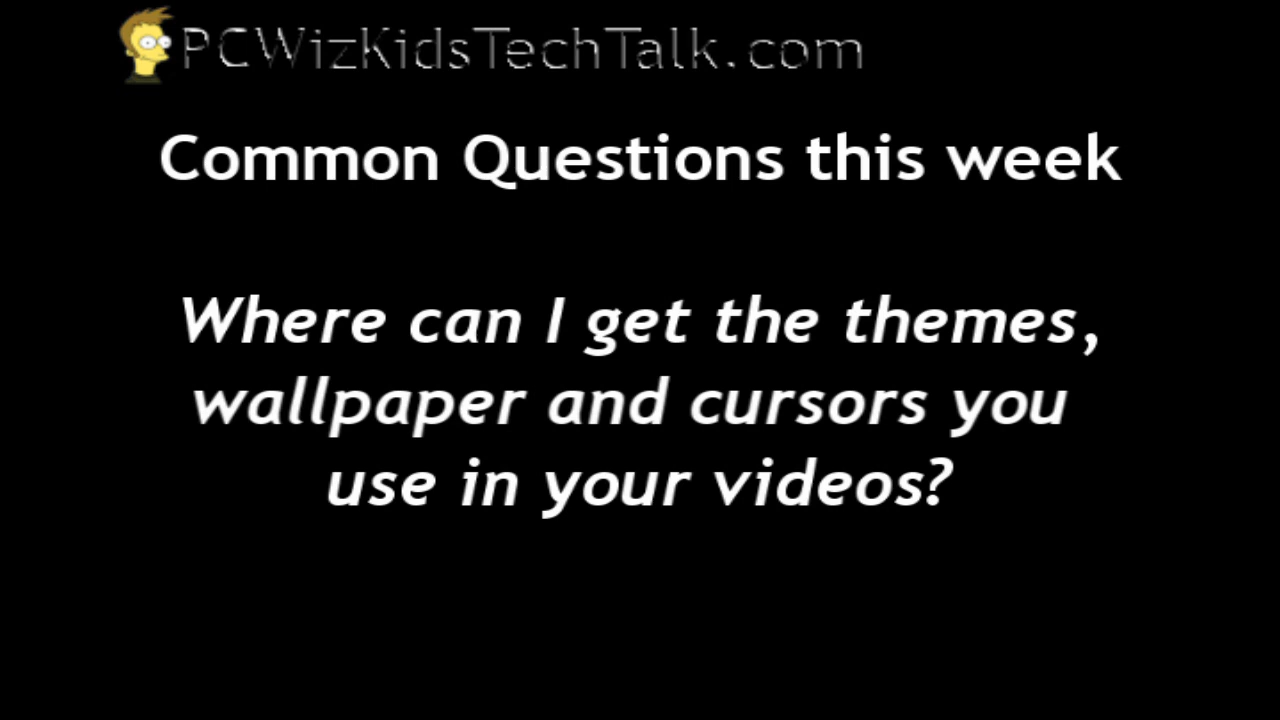 PCWizKidsTechTalk.com
Common Questions this week
Where can I get the themes,
wallpaper and cursors you
use in your videos?